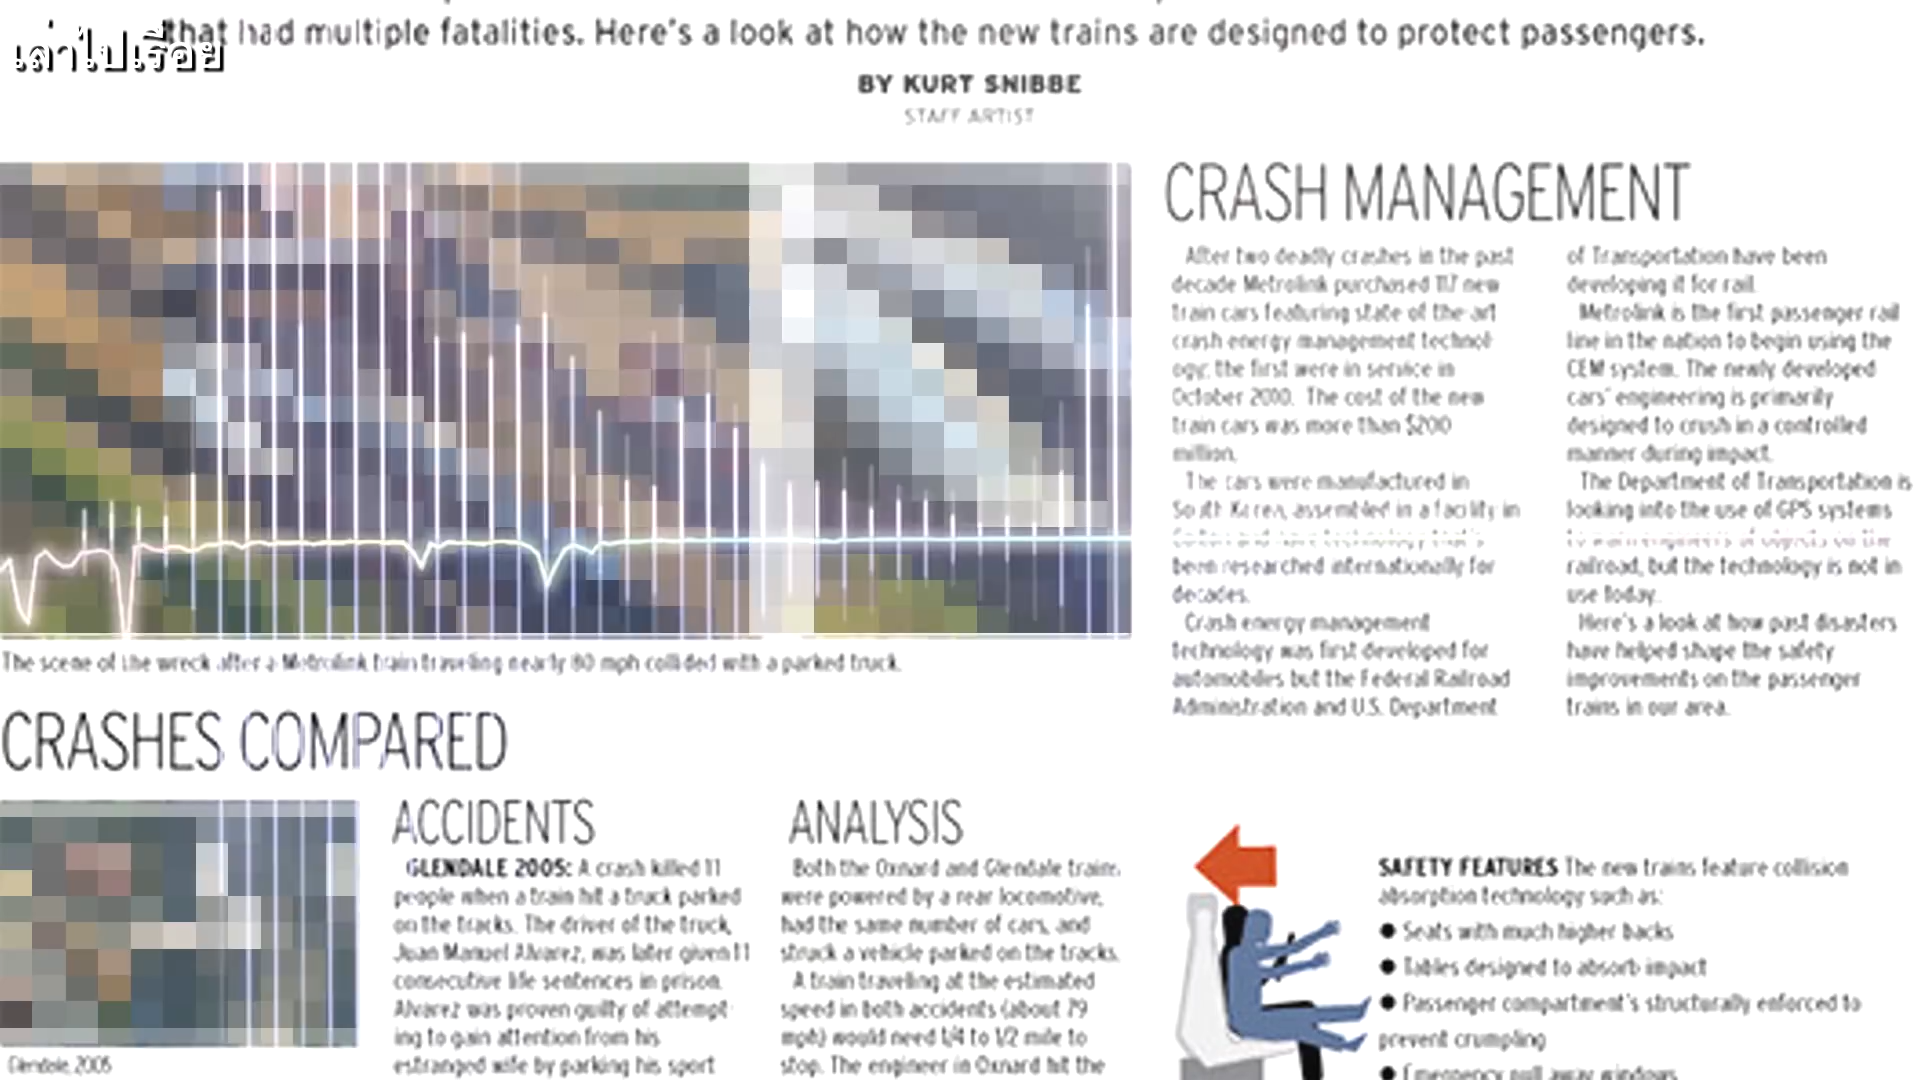 that had multiple fatalities. Here's a look at how the new trains are designed to protect passengers.
เล่าไปเรื่อย
BY KURT SNIBBE
STAFF ARTIST
CRASH MANAGEMENT
After two deadly crashes in the past
decade Metrolink purchased 117 new
train cars featuring state-of-the-art
crash energy management technol-
ogy; the first were in service in
October 2010. The cost of the new
train cars was more than $200
million.
The cars were manufactured in
South Korea, assembled in a facility in
been researched internationally for
decades.
Crash energy management
technology was first developed for
automobiles but the Federal Railroad
Administration and U.S. Department
of Transportation have been
developing it for rail.
Metrolink is the first passenger rail
line in the nation to begin using the
CEM system. The newly developed
cars' engineering is primarily
designed to crush in a controlled
manner during impact.
The Department of Transportation is
looking into the use of GPS systems
to warn engineers of objects on the
railroad, but the technology is not in
use today.
Here's a look at how past disasters
have helped shape the safety
improvements on the passenger
trains in our area.
The scene of the wreck after a Metrolink train traveling nearly 80 mph collided with a parked truck.
CRASHES COMPARED
Glendale, 2005
ACCIDENTS
GLENDALE 2005: A crash killed 11
people when a train hit a truck parked
on the tracks. The driver of the truck,
Juan Manuel Alvarez, was later given 11
consecutive life sentences in prison.
Alvarez was proven guilty of attempt-
ing to gain attention from his
estranged wife by parking his sport
ANALYSIS
Both the Oxnard and Glendale trains
were powered by a rear locomotive,
had the same number of cars, and
struck a vehicle parked on the tracks.
A train traveling at the estimated
speed in both accidents (about 79
mph) would need 1/4 to 1/2 mile to
stop. The engineer in Oxnard hit the
SAFETY FEATURES The new trains feature collision
absorption technology such as:
● Seats with much higher backs
● Tables designed to absorb impact
● Passenger compartment's structurally enforced to
prevent crumpling
● Emergency pull away windows